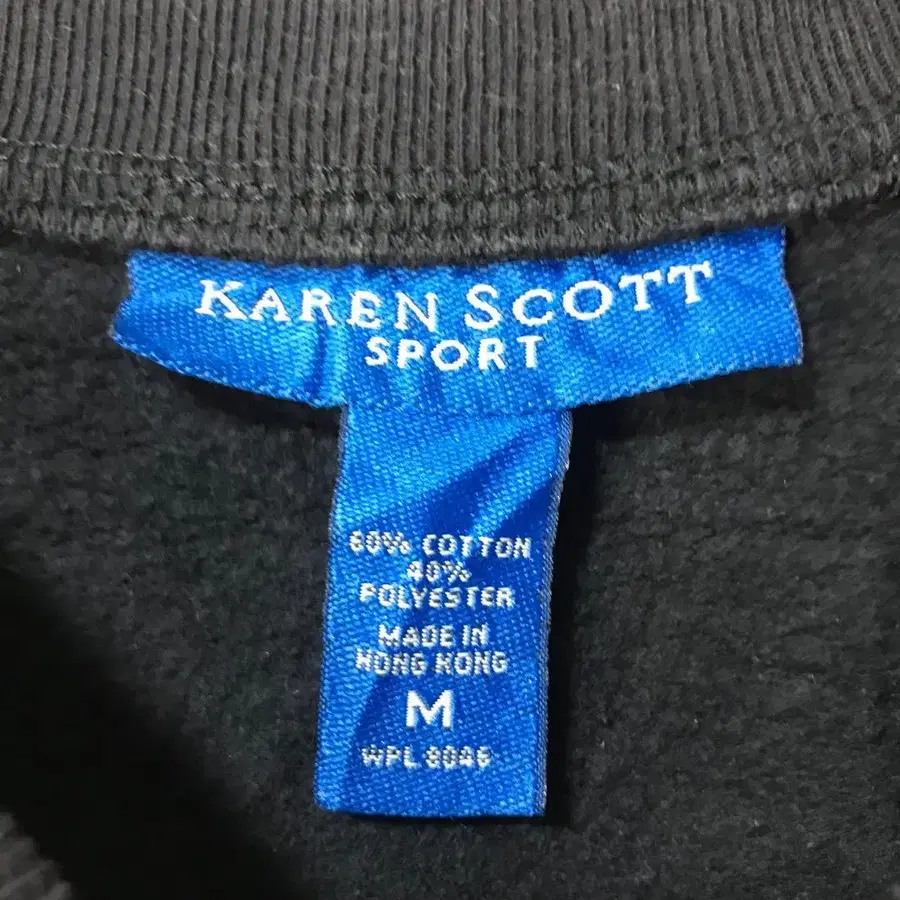 KAREN SCOTT
SPORT
60% COTTON
40%
POLYESTER
MADE IN
HONG KONG
M
WPL 8046